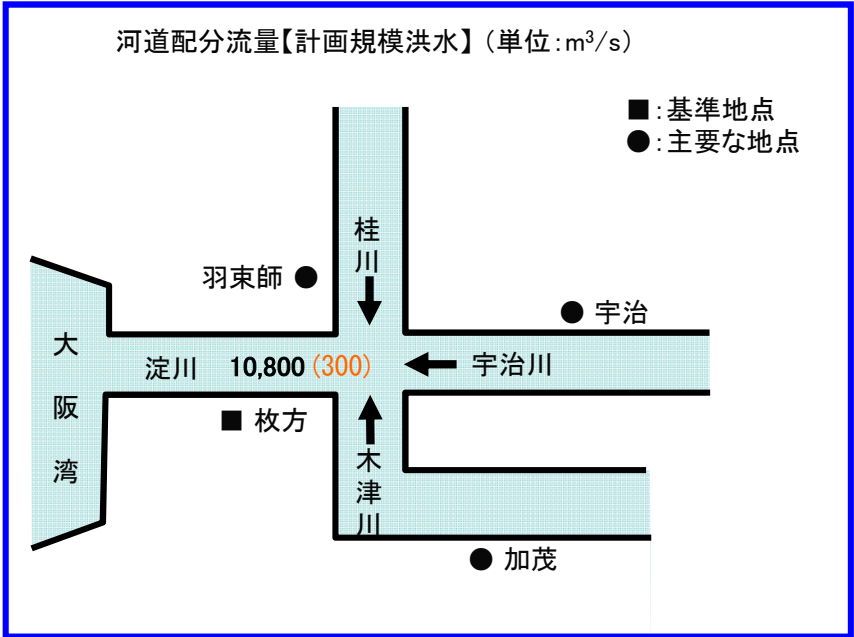 河道配分流量【計画規模洪水】（単位：m³/s）
■：基準地点
●：主要な地点
桂川
羽束師 ●
● 宇治
大阪湾
淀川 10,800 (300)
宇治川
■ 枚方
木津川
● 加茂